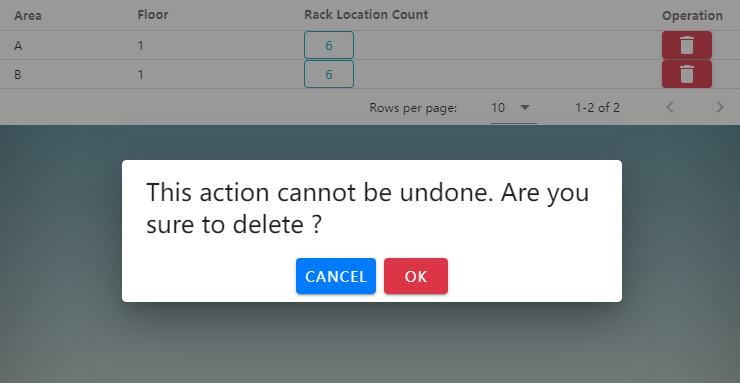 Area Floor Rack Location Count Operation
A 1 6
B 1 6
Rows per page: 10 1-2 of 2
This action cannot be undone. Are you
sure to delete ?
CANCEL OK